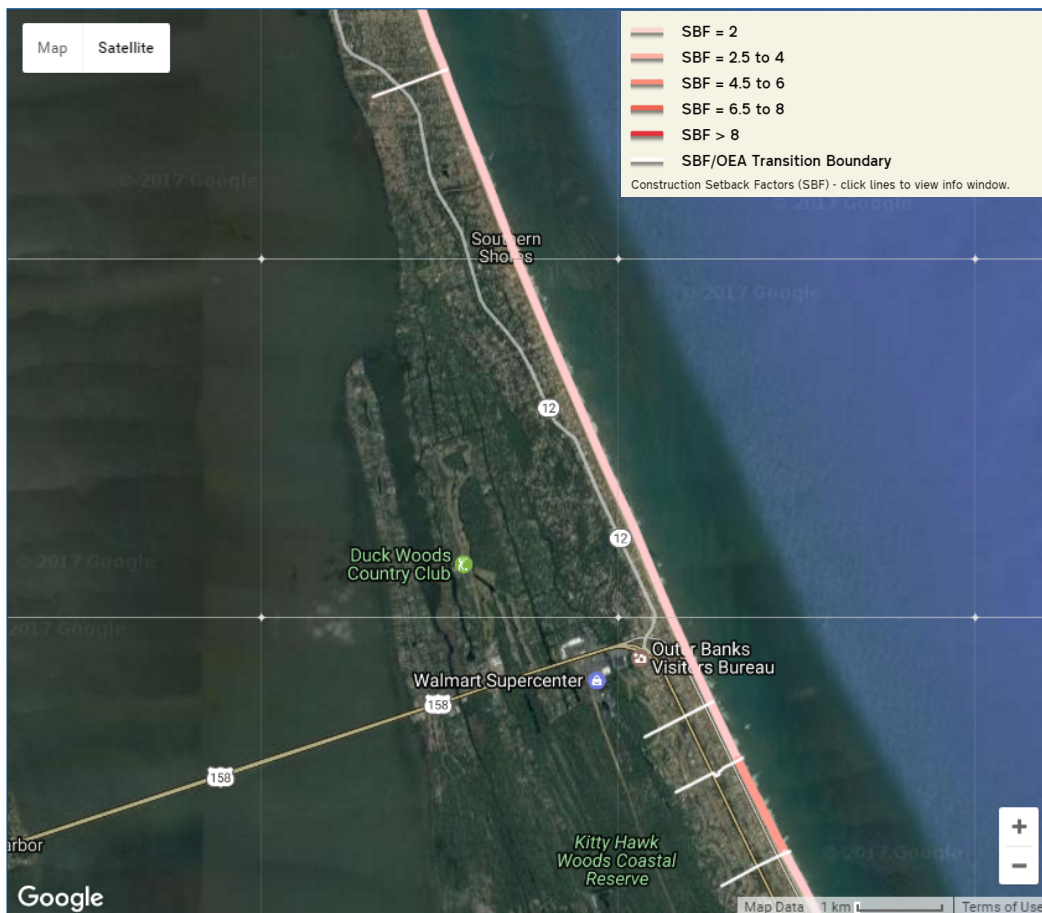 Map Satellite
SBF = 2
SBF = 2.5 to 4
SBF = 4.5 to 6
SBF = 6.5 to 8
SBF > 8
SBF/OEA Transition Boundary
Construction Setback Factors (SBF) - click lines to view info window.
© 2017 Google
© 2017 Google
Southern
Shores
Google
© 2017 Google
12
12
Duck Woods
Country Club
© 2017 Google
2017 Google
© 2017 Google
Outer Banks
Visitors Bureau
Walmart Supercenter
158
158
arbor
Kitty Hawk
Woods Coastal
Reserve
+
© 2017 Google
−
Google
Map Data 1 km Terms of Use